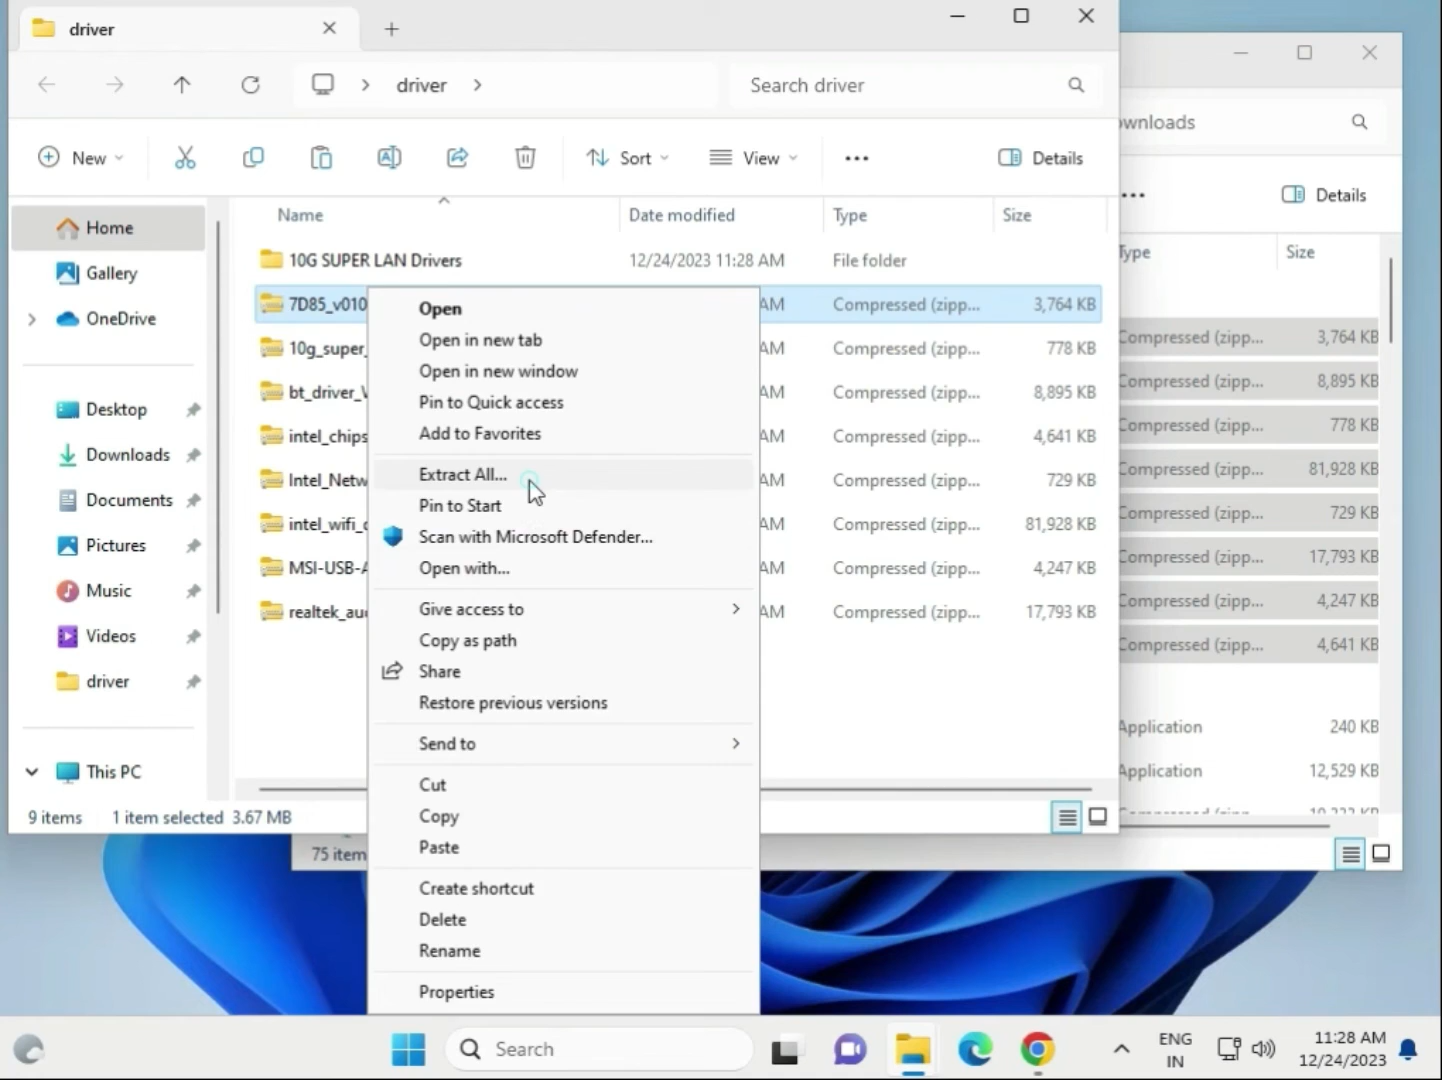 driver
driver
Search driver
New
Sort
View
Details
Name
Date modified
Type
Size
10G SUPER LAN Drivers
12/24/2023 11:28 AM
File folder
7D85_v010
AM
Compressed (zipp...
3,764 KB
10g_super_
AM
Compressed (zipp...
778 KB
bt_driver_
AM
Compressed (zipp...
8,895 KB
intel_chips
AM
Compressed (zipp...
4,641 KB
Intel_Netw
AM
Compressed (zipp...
729 KB
intel_wifi_
AM
Compressed (zipp...
81,928 KB
MSI-USB-A
AM
Compressed (zipp...
4,247 KB
realtek_au
AM
Compressed (zipp...
17,793 KB
Home
Gallery
OneDrive
Desktop
Downloads
Documents
Pictures
Music
Videos
driver
This PC
9 items
1 item selected 3.67 MB
Open
Open in new tab
Open in new window
Pin to Quick access
Add to Favorites
Extract All...
Pin to Start
Scan with Microsoft Defender...
Open with...
Give access to
Copy as path
Share
Restore previous versions
Send to
Cut
Copy
Paste
Create shortcut
Delete
Rename
Properties
ownloads
Details
Type
Size
Compressed (zipp...
3,764 KB
Compressed (zipp...
8,895 KB
Compressed (zipp...
778 KB
Compressed (zipp...
81,928 KB
Compressed (zipp...
729 KB
Compressed (zipp...
17,793 KB
Compressed (zipp...
4,247 KB
Compressed (zipp...
4,641 KB
Application
240 KB
Application
12,529 KB
75 item
Search
ENG
IN
11:28 AM
12/24/2023